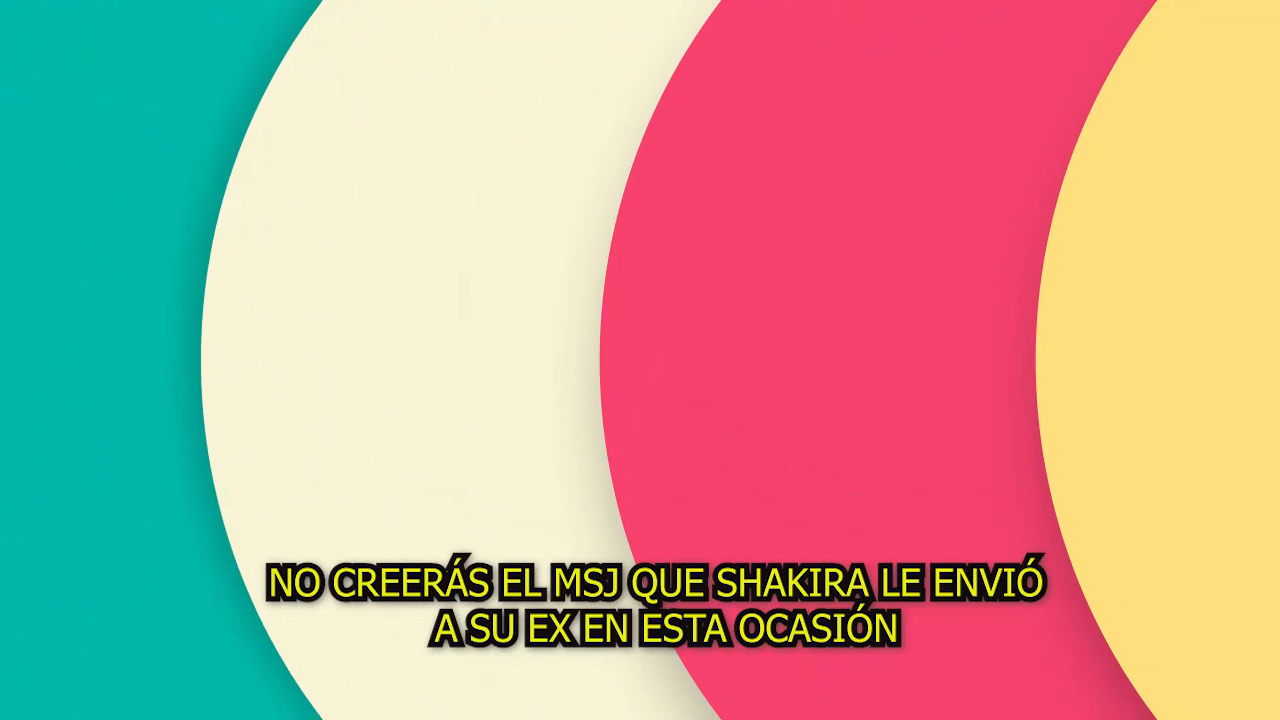 NO CREERÁS EL MSJ QUE SHAKIRA LE ENVIÓ
A SU EX EN ESTA OCASIÓN